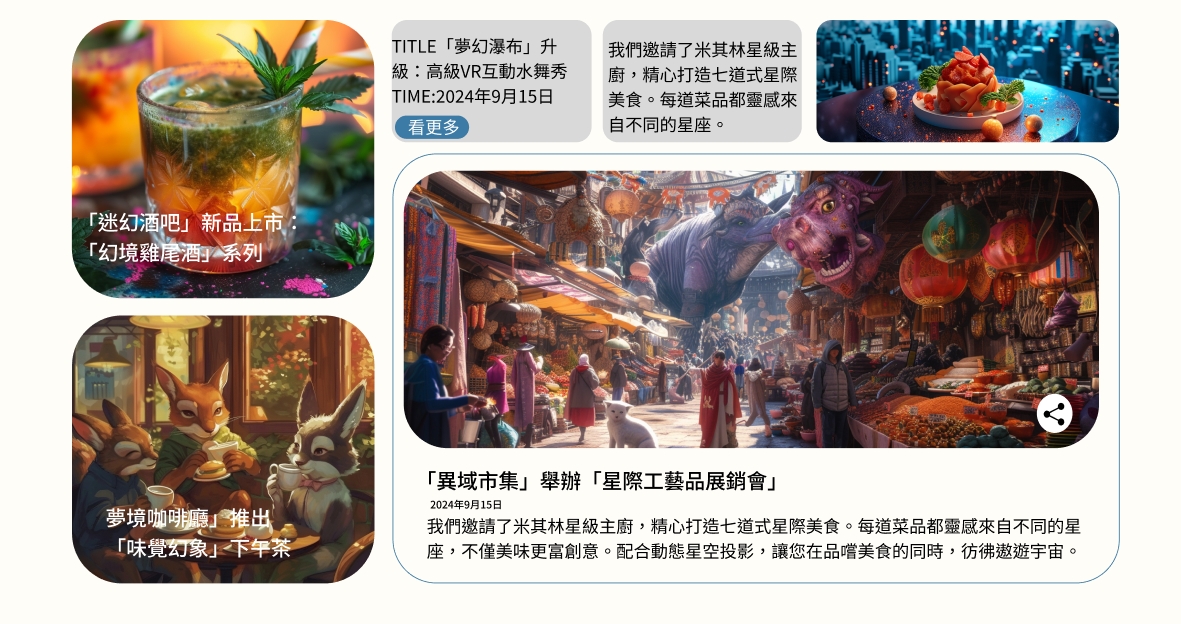 「迷幻酒吧」新品上市：
「幻境雞尾酒」系列
夢境咖啡廳」推出
「味覺幻象」下午茶
TITLE「夢幻瀑布」升
級：高級VR互動水舞秀
TIME:2024年9月15日
看更多
我們邀請了米其林星級主
廚，精心打造七道式星際
美食。每道菜品都靈感來
自不同的星座。
「異域市集」舉辦「星際工藝品展銷會」
2024年9月15日
我們邀請了米其林星級主廚，精心打造七道式星際美食。每道菜品都靈感來自不同的星
座，不僅美味更富創意。配合動態星空投影，讓您在品嚐美食的同時，彷彿遨遊宇宙。